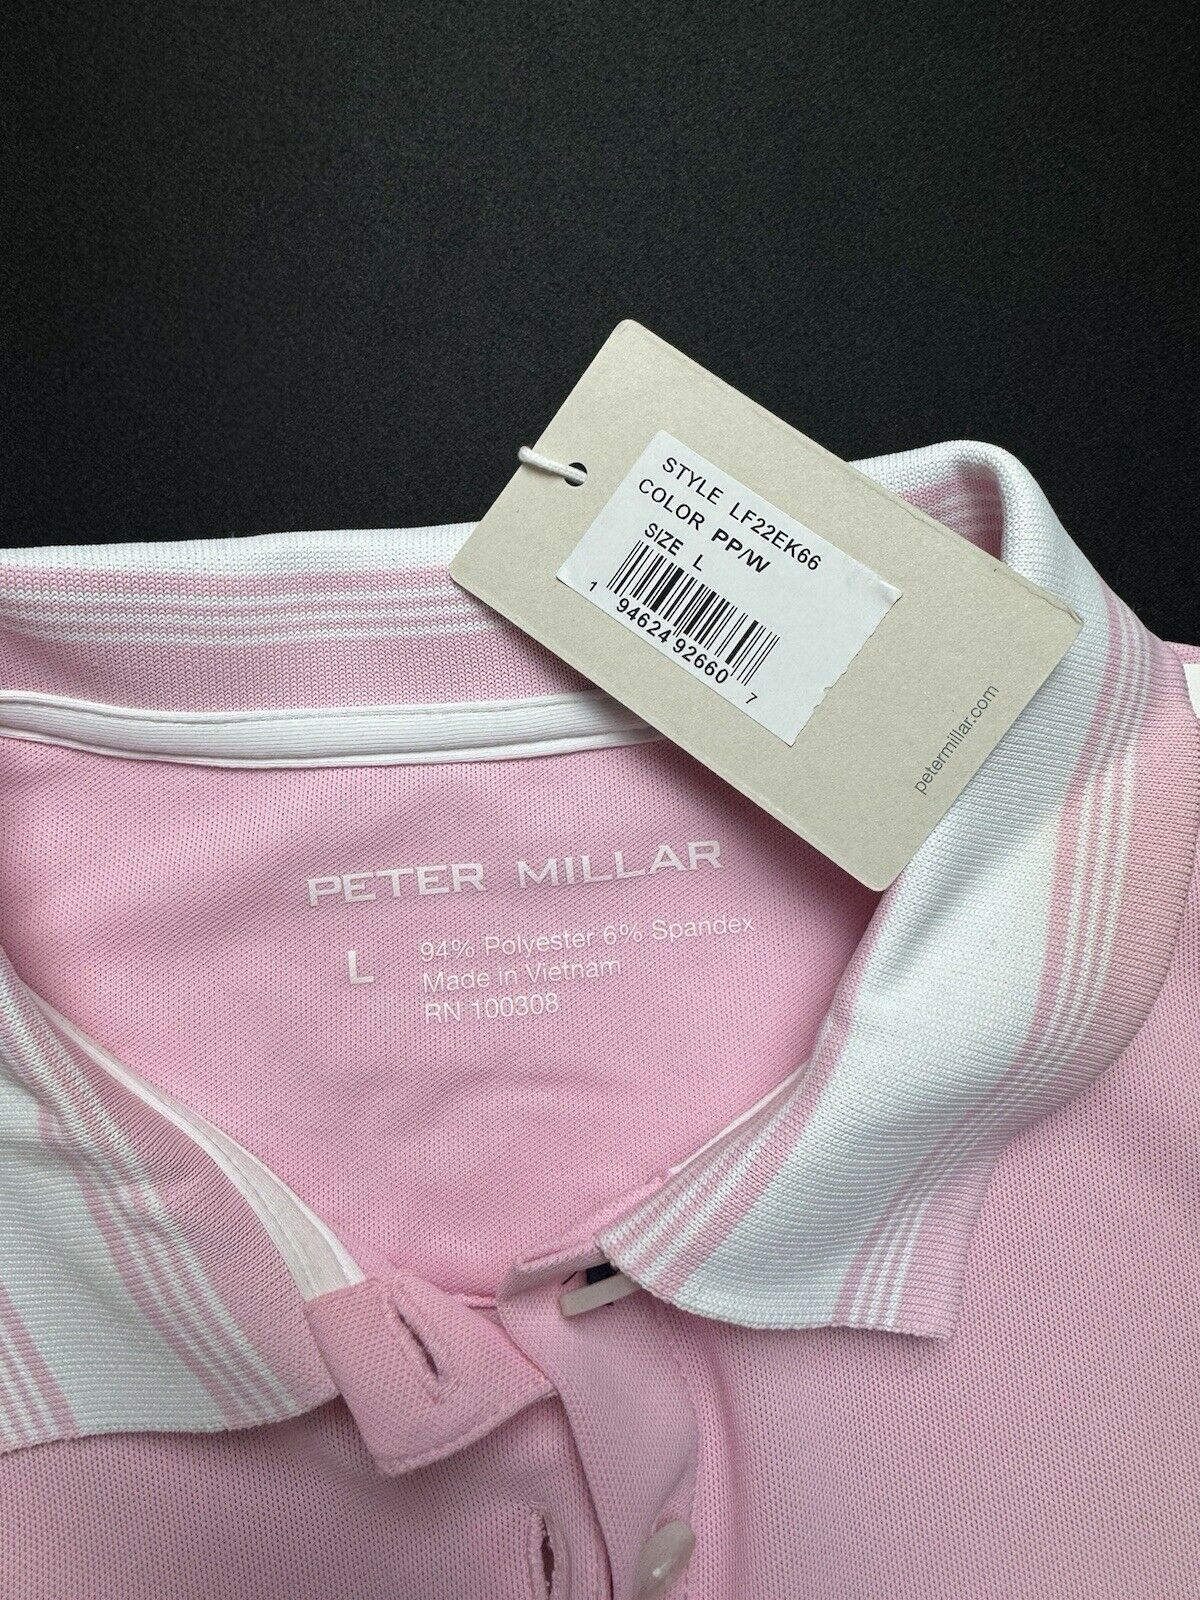 STYLE LF22EK66
COLOR PP/W
SIZE L
1 94624 92660 7
petermillar.com
PETER MILLAR
L
94% Polyester 6% Spandex
Made in Vietnam
RN 100308